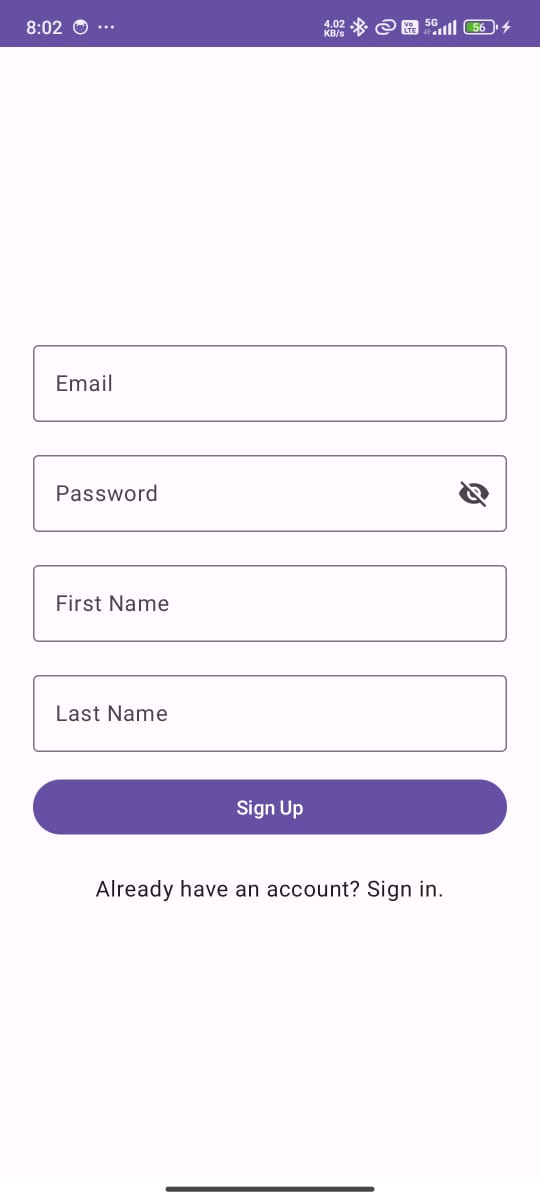 8:02
4.02
KB/s
Vo
LTE
5G
56
Email
Password
First Name
Last Name
Sign Up
Already have an account? Sign in.